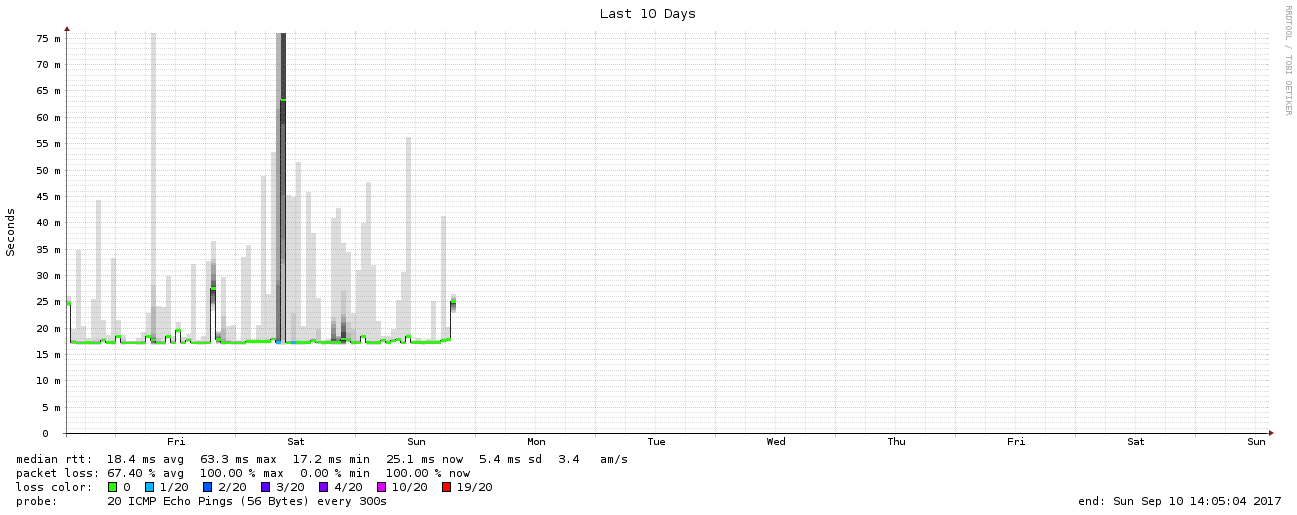 Last 10 Days
RRDTOOL / TOBI OETIKER
75 m
70 m
65 m
60 m
55 m
50 m
45 m
40 m
35 m
30 m
25 m
20 m
15 m
10 m
5 m
0
Seconds
Fri Sat Sun Mon Tue Wed Thu Fri Sat Sun
median rtt: 18.4 ms avg 63.3 ms max 17.2 ms min 25.1 ms now 5.4 ms sd 3.4 am/s
packet loss: 67.40 % avg 100.00 % max 0.00 % min 100.00 % now
loss color: 0 1/20 2/20 3/20 4/20 10/20 19/20
probe: 20 ICMP Echo Pings (56 Bytes) every 300s end: Sun Sep 10 14:05:04 2017